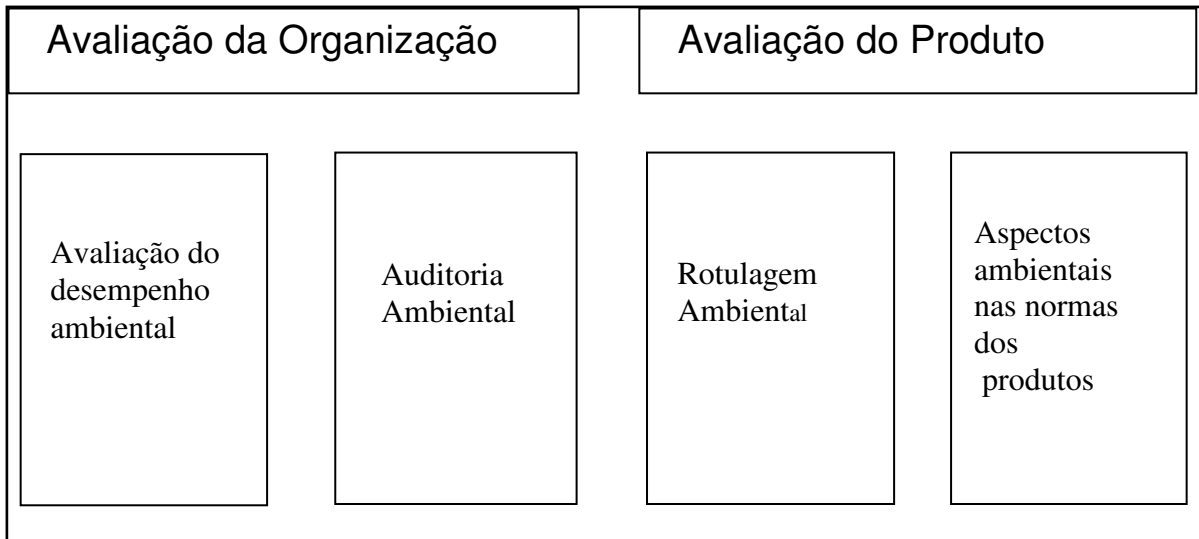 Avaliação da Organização
Avaliação do Produto
Avaliação do
desempenho
ambiental
Auditoria
Ambiental
Rotulagem
Ambiental
Aspectos
ambientais
nas normas
dos
produtos